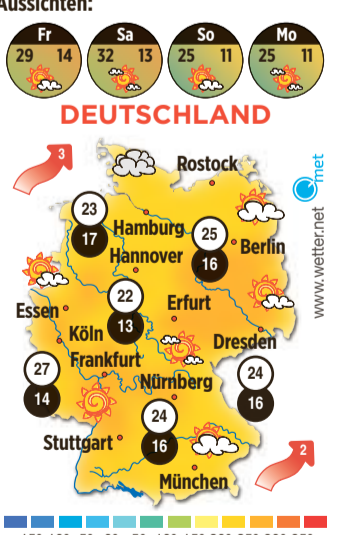 Aussichten:
Fr
29 14
Sa
32 13
So
25 11
Mo
25 11
DEUTSCHLAND
3
Rostock
met
www.wetter.net
23
17
Hamburg
25
16
Berlin
Hannover
22
13
Essen
Erfurt
Köln
Dresden
Frankfurt
27
14
Nürnberg
24
16
24
16
Stuttgart
München
2